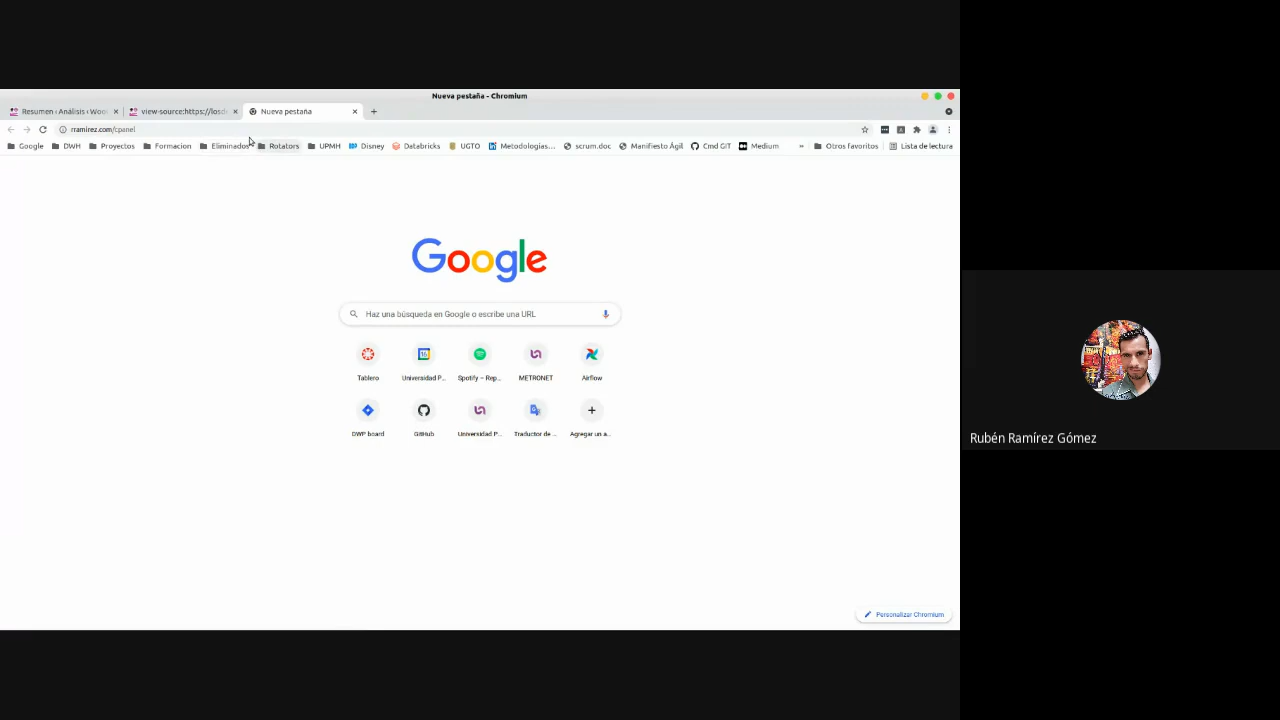 Nueva pestaña - Chromium
Resumen ‹ Análisis ‹ Woo
view-source:https://losde
Nueva pestaña
rramirez.com/cpanel
Google
DWH
Proyectos
Formacion
Eliminados
Rotators
UPMH
Disney
Databricks
UGTO
Metodologías...
scrum.doc
Manifiesto Ágil
Cmd GIT
Medium
»
Otros favoritos
Lista de lectura
Google
Haz una búsqueda en Google o escribe una URL
Tablero
Universidad P...
Spotify – Rep...
METRONET
Airflow
DWP board
GitHub
Universidad P...
Traductor de ...
Agregar un a...
Personalizar Chromium
Rubén Ramírez Gómez